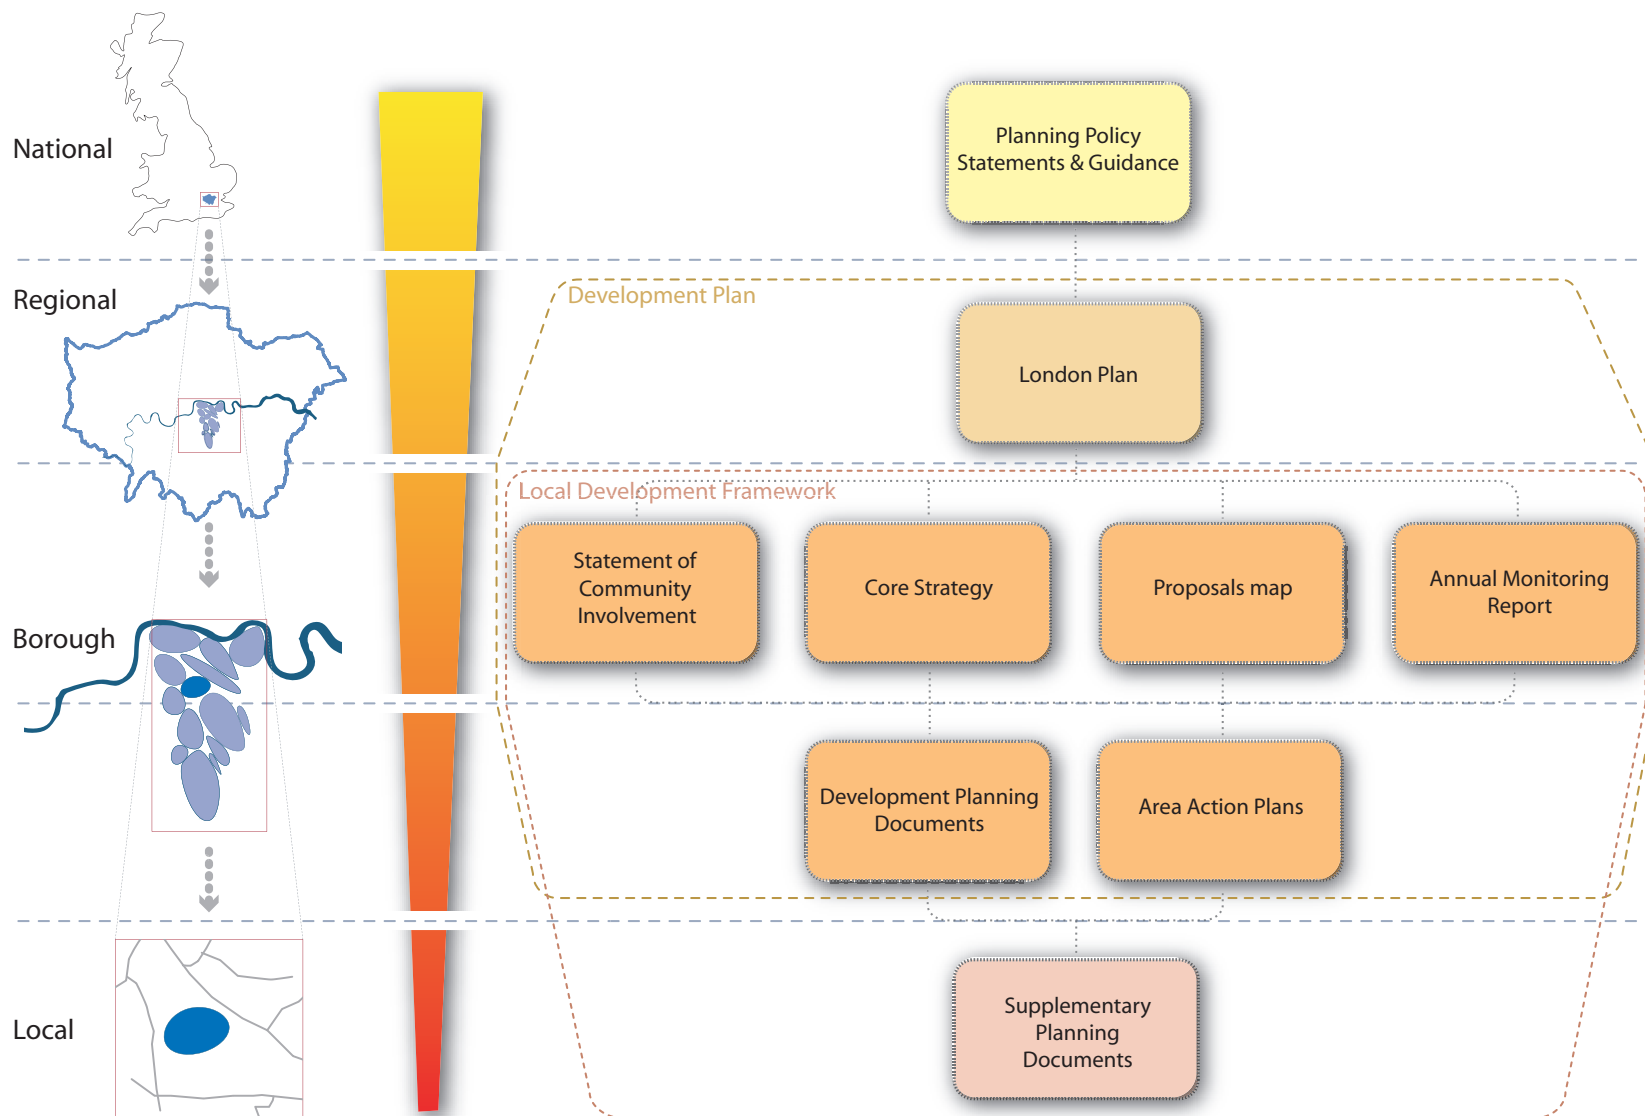 National
Planning Policy
Statements & Guidance
Regional
Development Plan
London Plan
Local Development Framework
Statement of
Community
Involvement
Core Strategy
Proposals map
Annual Monitoring
Report
Borough
Development Planning
Documents
Area Action Plans
Local
Supplementary
Planning
Documents